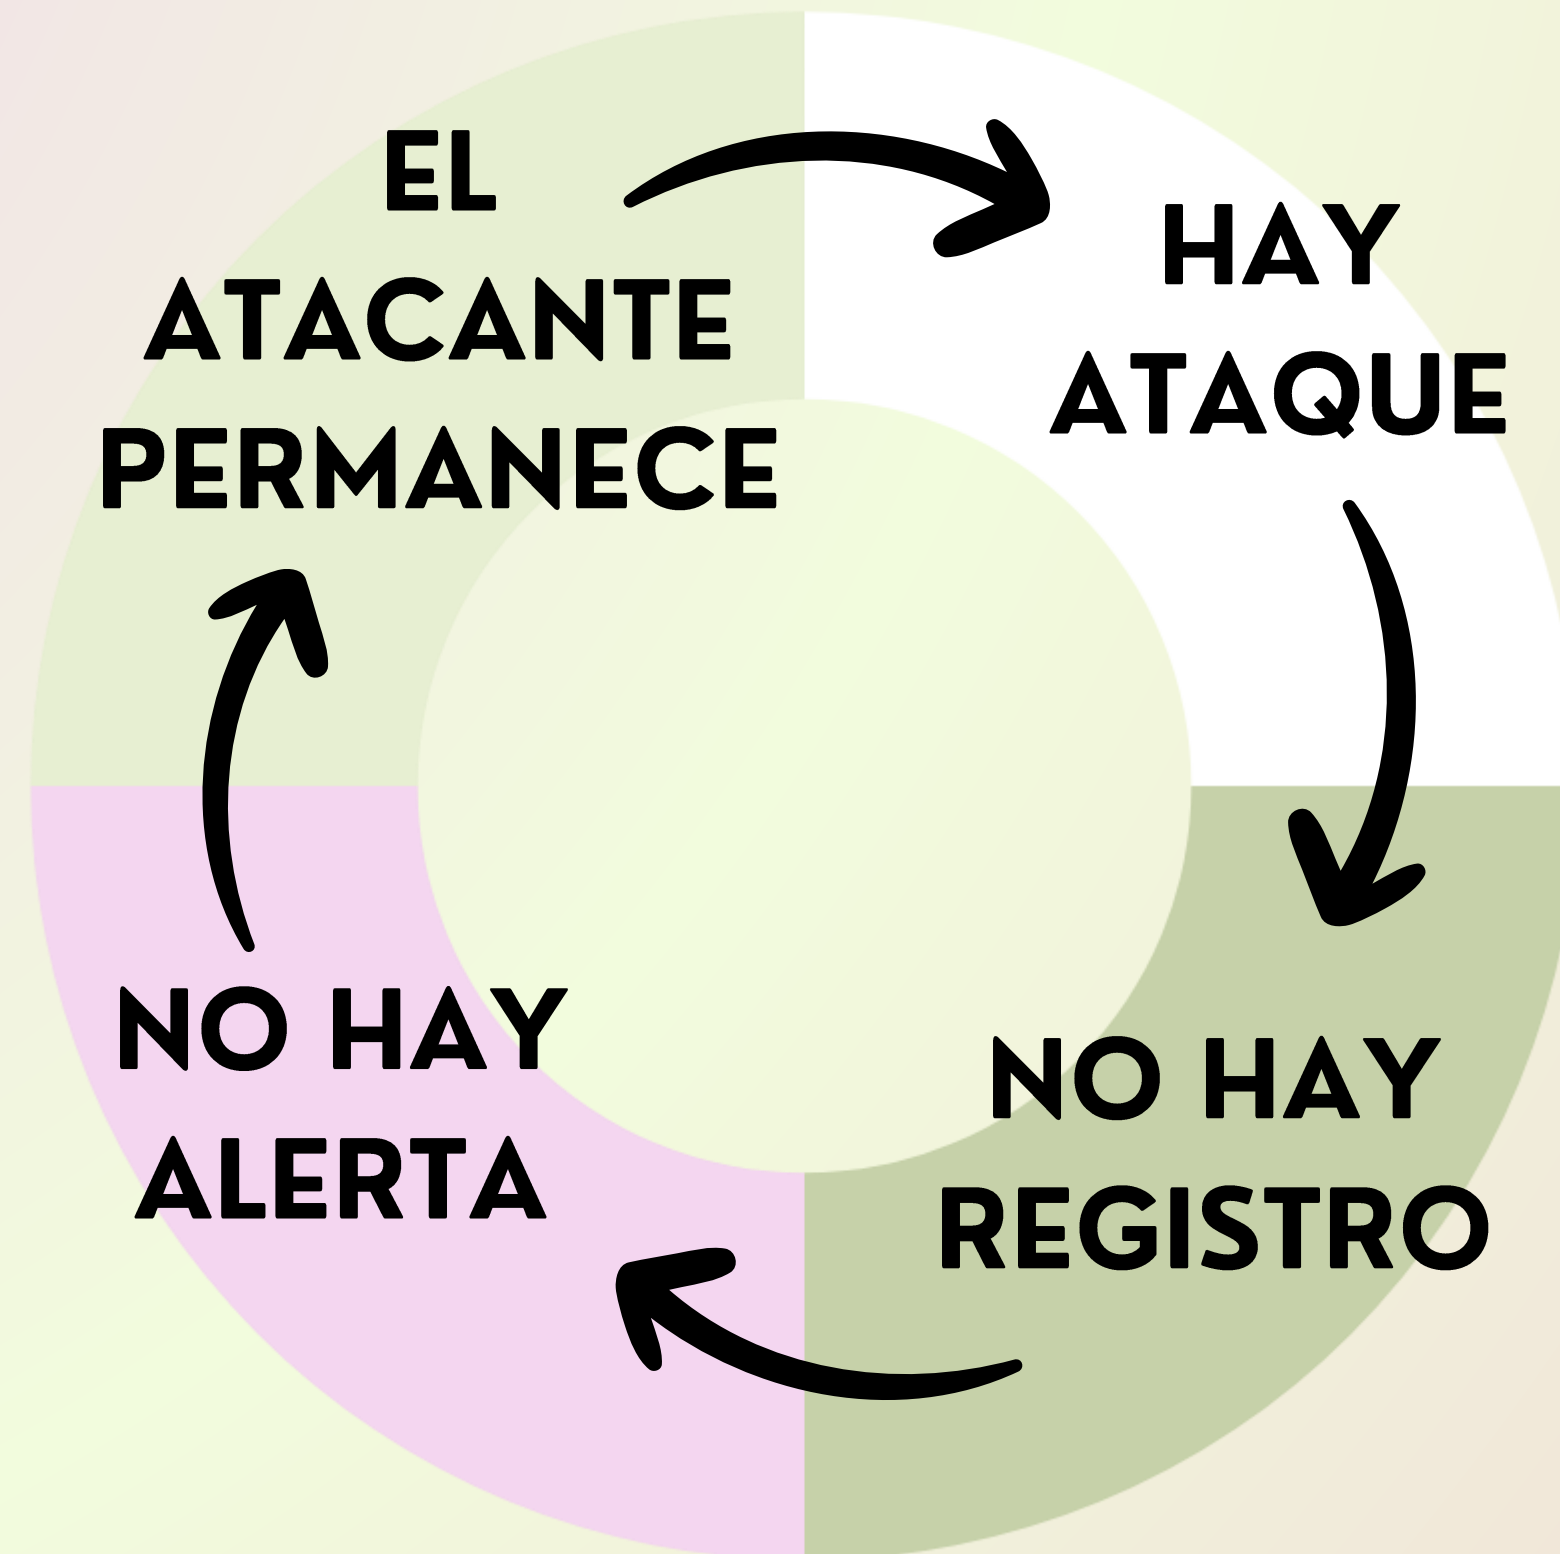 EL
ATACANTE
PERMANECE
HAY
ATAQUE
NO HAY
REGISTRO
NO HAY
ALERTA